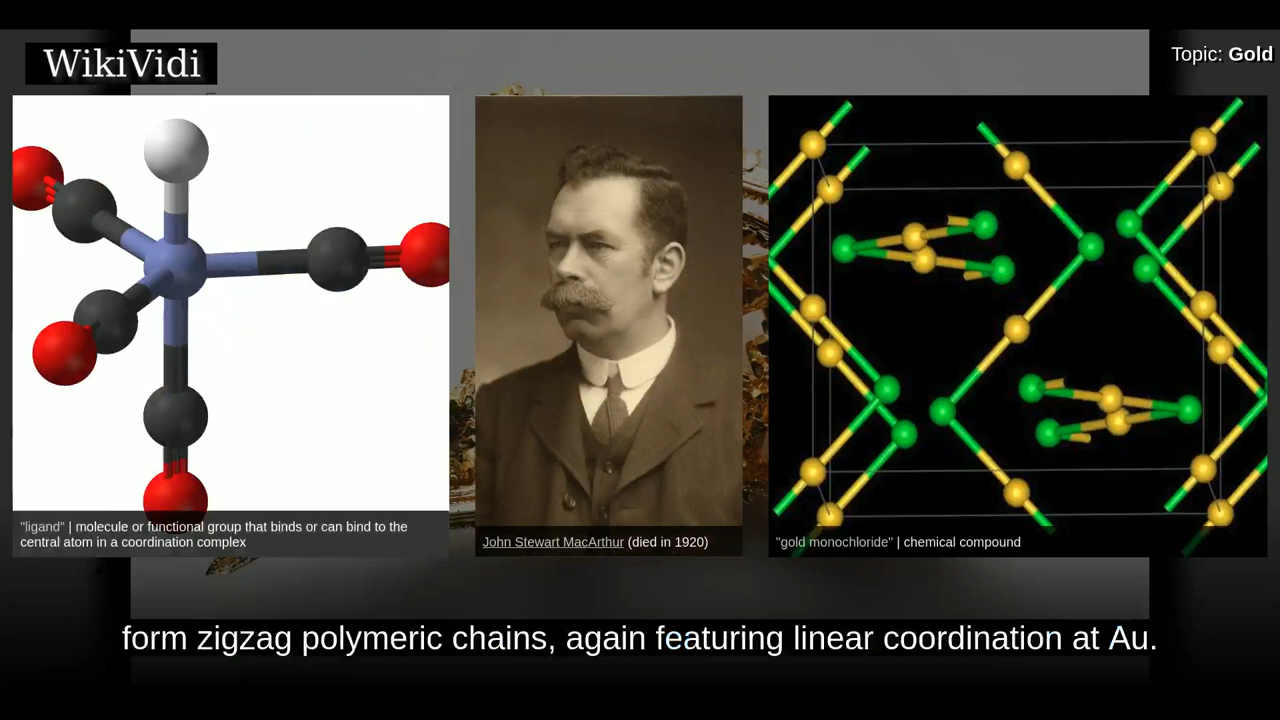 WikiVidi
Topic: Gold
"ligand" | molecule or functional group that binds or can bind to the
central atom in a coordination complex
John Stewart MacArthur (died in 1920)
"gold monochloride" | chemical compound
form zigzag polymeric chains, again featuring linear coordination at Au.